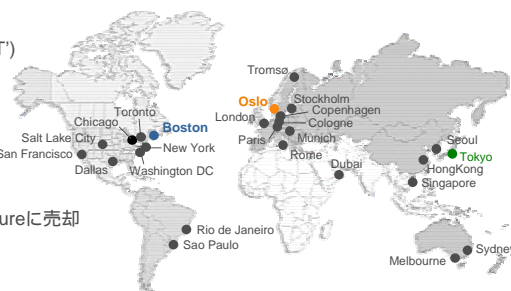 T')
Tromsø
Oslo
Stockholm
Copenhagen
London
Cologne
Paris
Munich
Rome
Toronto
Chicago
Boston
Salt Lake City
New York
San Francisco
Dallas
Washington DC
Dubai
Seoul
Tokyo
HongKong
Singapore
ureに売却
Rio de Janeiro
Sao Paulo
Sydney
Melbourne